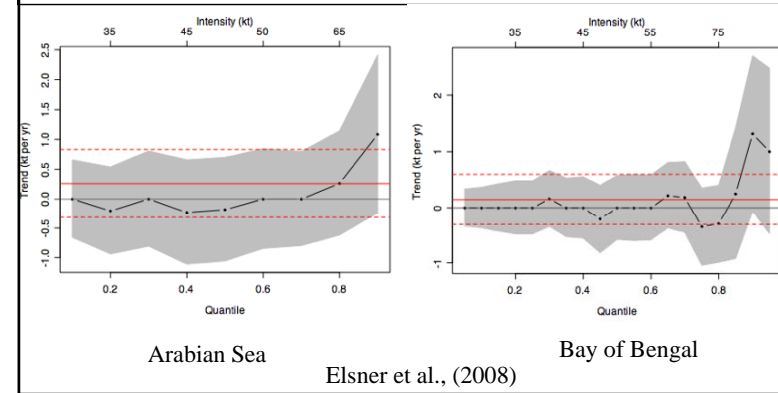 Intensity (kt)
35 45 50 65
2.5
2.0
1.5
1.0
0.5
0.0
-0.5
-1.0
Trend (kt per yr)
0.2 0.4 0.6 0.8
Quantile
Arabian Sea
Intensity (kt)
35 45 55 75
2
1
0
-1
Trend (kt per yr)
0.2 0.4 0.6 0.8
Quantile
Bay of Bengal
Elsner et al., (2008)